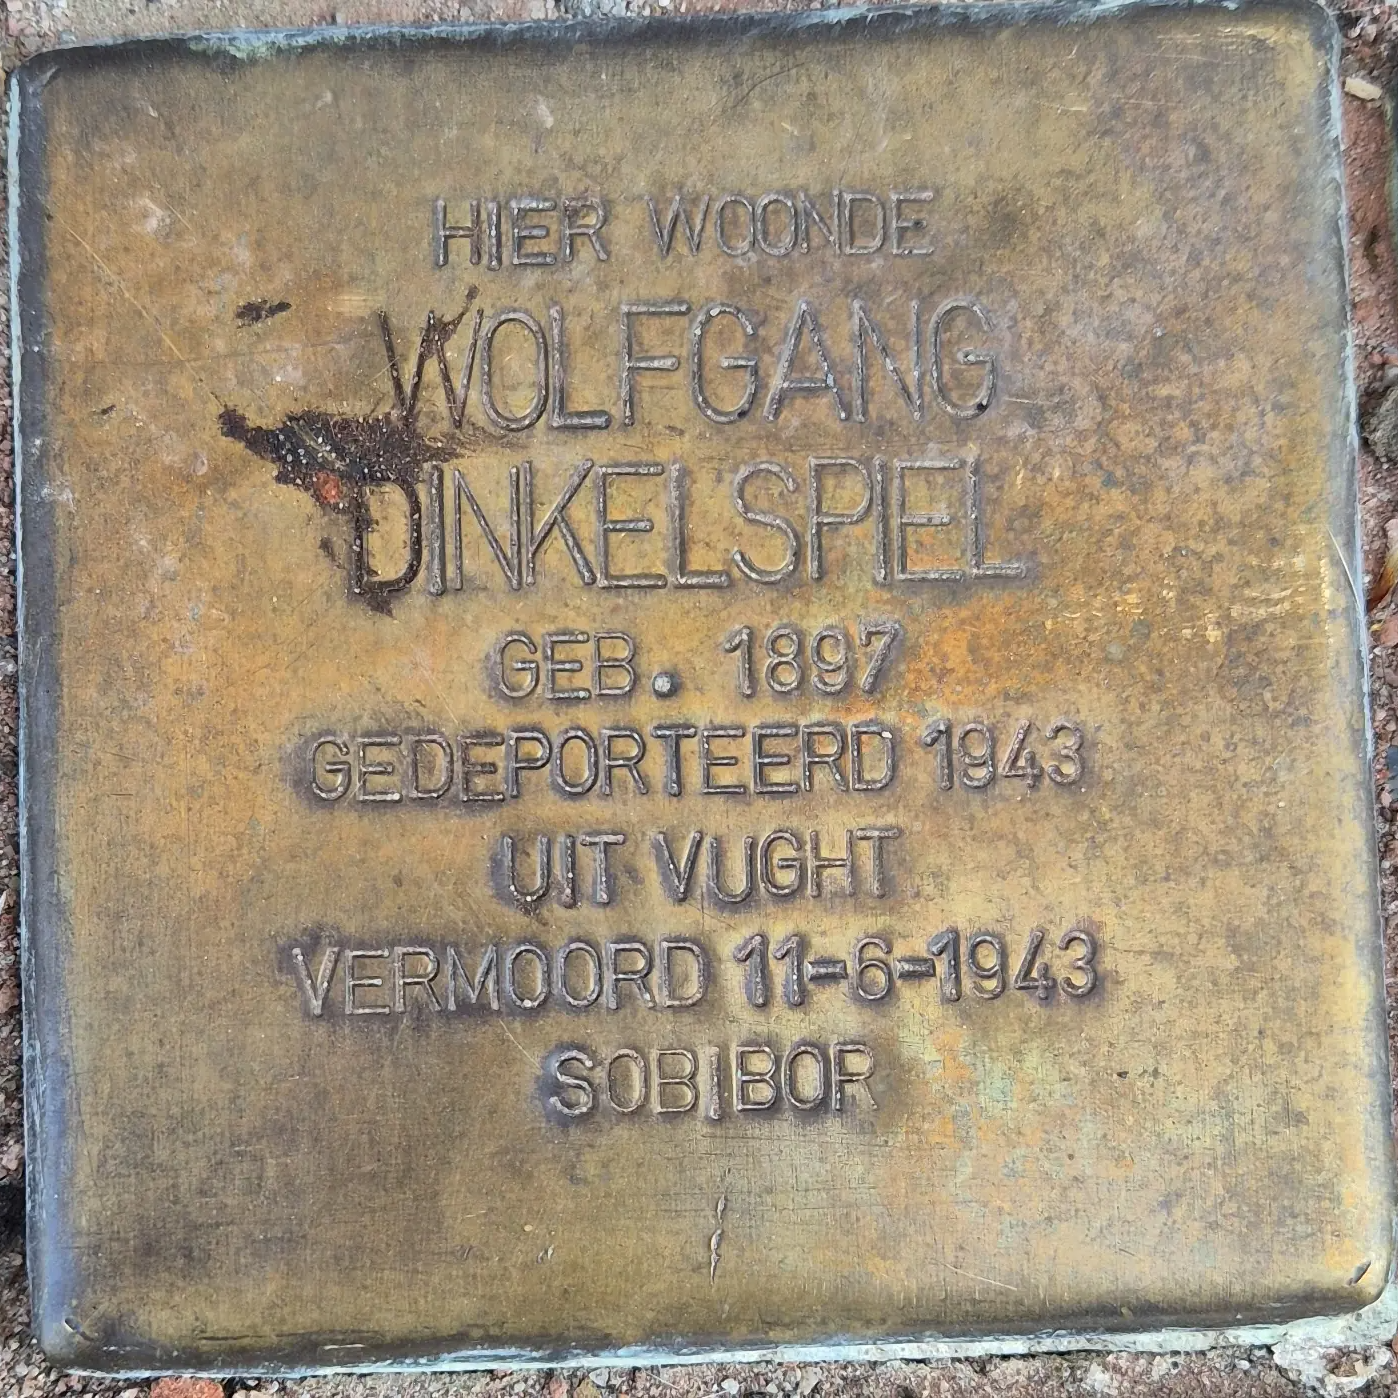 HIER WOONDE
WOLFGANG
DINKELSPIEL
GEB. 1897
GEDEPORTEERD 1943
UIT VUGHT
VERMOORD 11-6-1943
SOBIBOR